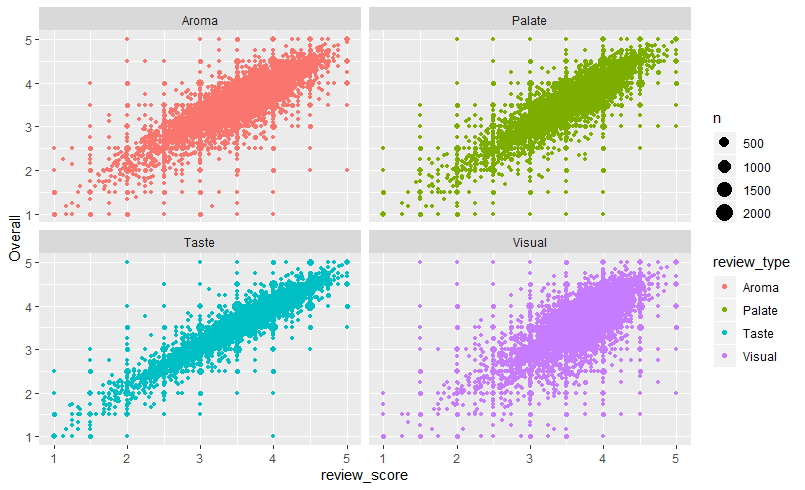 Aroma
Palate
5
4
3
2
1
Taste
Visual
5
4
3
2
1
1 2 3 4 5
1 2 3 4 5
Overall
review_score
n
500
1000
1500
2000
review_type
Aroma
Palate
Taste
Visual